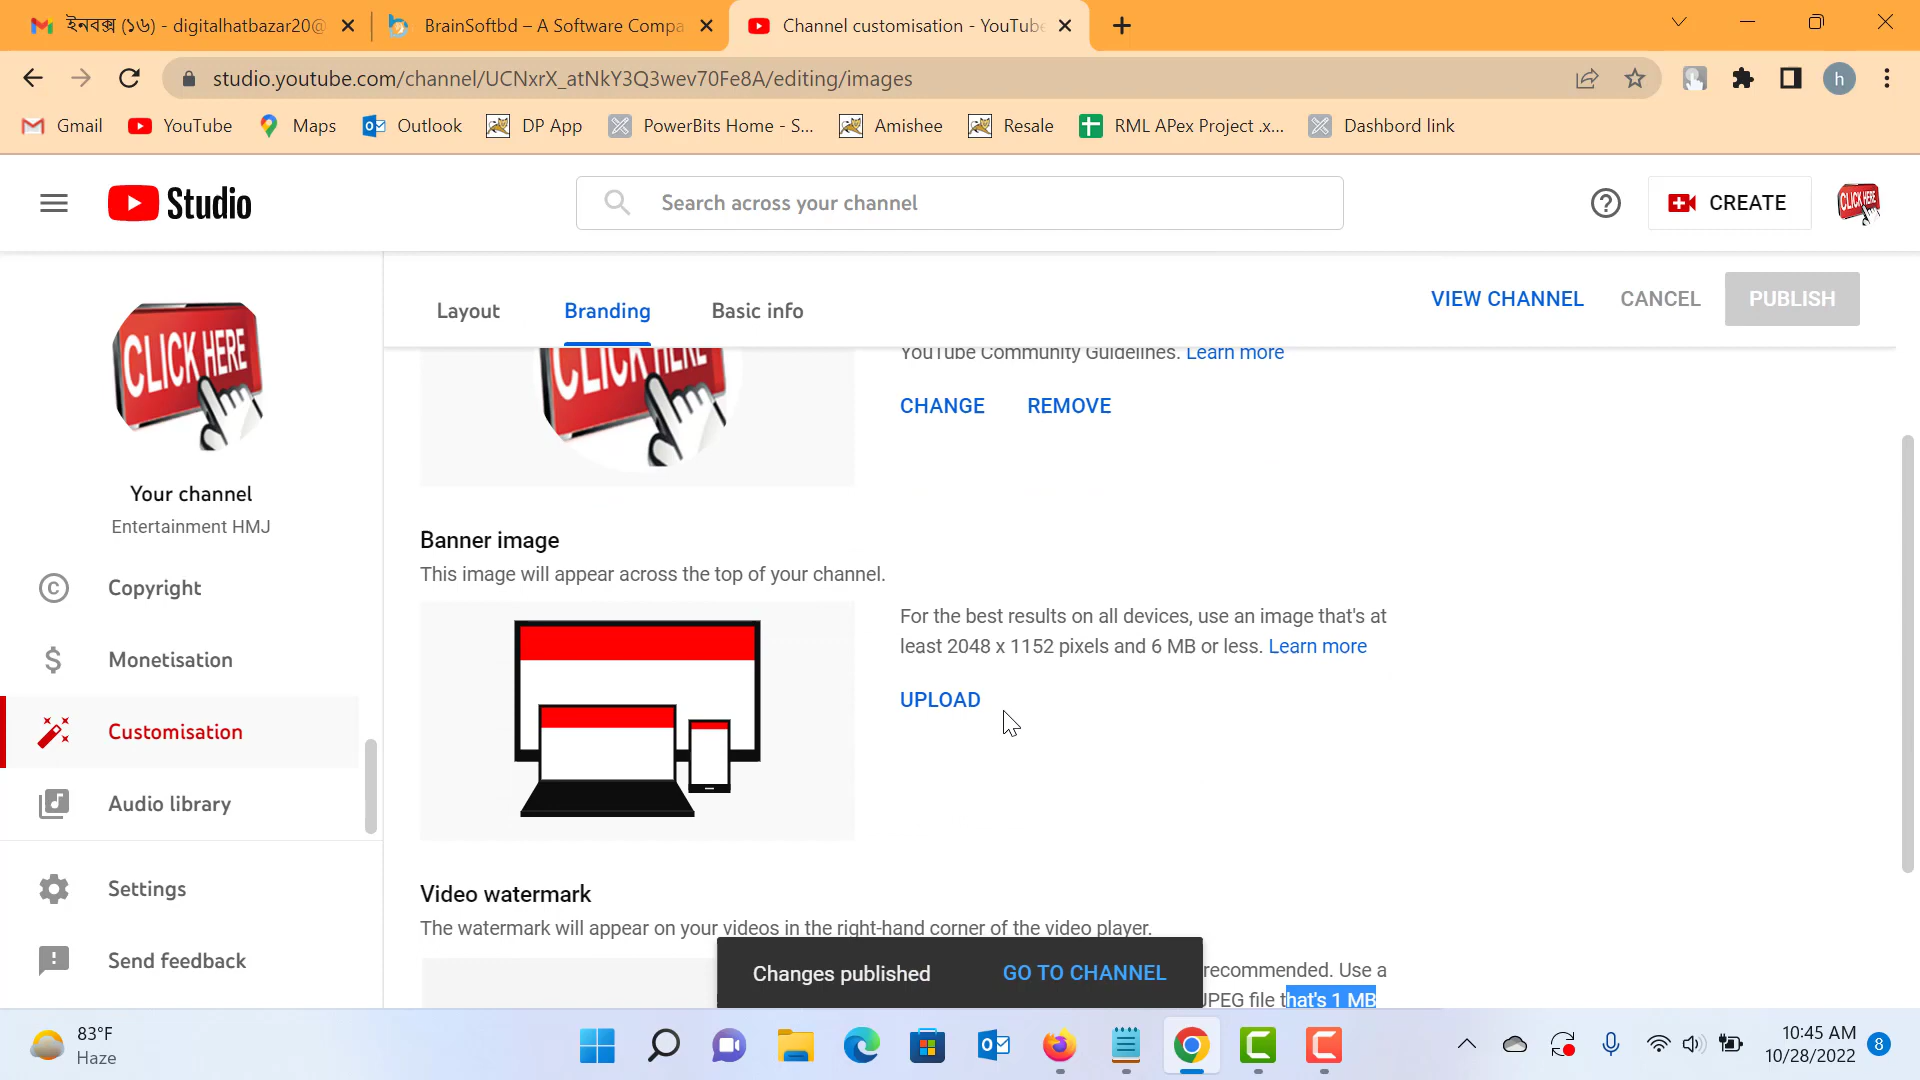 ইনবক্স (১৬) - digitalhatbazar20@
BrainSoftbd – A Software Compa
Channel customisation - YouTube
studio.youtube.com/channel/UCNxrX_atNkY3Q3wev70Fe8A/editing/images
h
Gmail
YouTube
Maps
Outlook
DP App
PowerBits Home - S...
Amishee
Resale
RML APex Project .x...
Dashbord link
Studio
Search across your channel
CREATE
CLICK HERE
CLICK HERE
Your channel
Entertainment HMJ
Copyright
Monetisation
Customisation
Audio library
Settings
Send feedback
Layout
Branding
Basic info
VIEW CHANNEL
CANCEL
PUBLISH
YouTube Community Guidelines. Learn more
CLICK HERE
CHANGE
REMOVE
Banner image
This image will appear across the top of your channel.
For the best results on all devices, use an image that's at
least 2048 x 1152 pixels and 6 MB or less. Learn more
UPLOAD
Video watermark
The watermark will appear on your videos in the right-hand corner of the video player.
recommended. Use a
JPEG file that's 1 MB
Changes published
GO TO CHANNEL
83°F
Haze
10:45 AM
10/28/2022
8